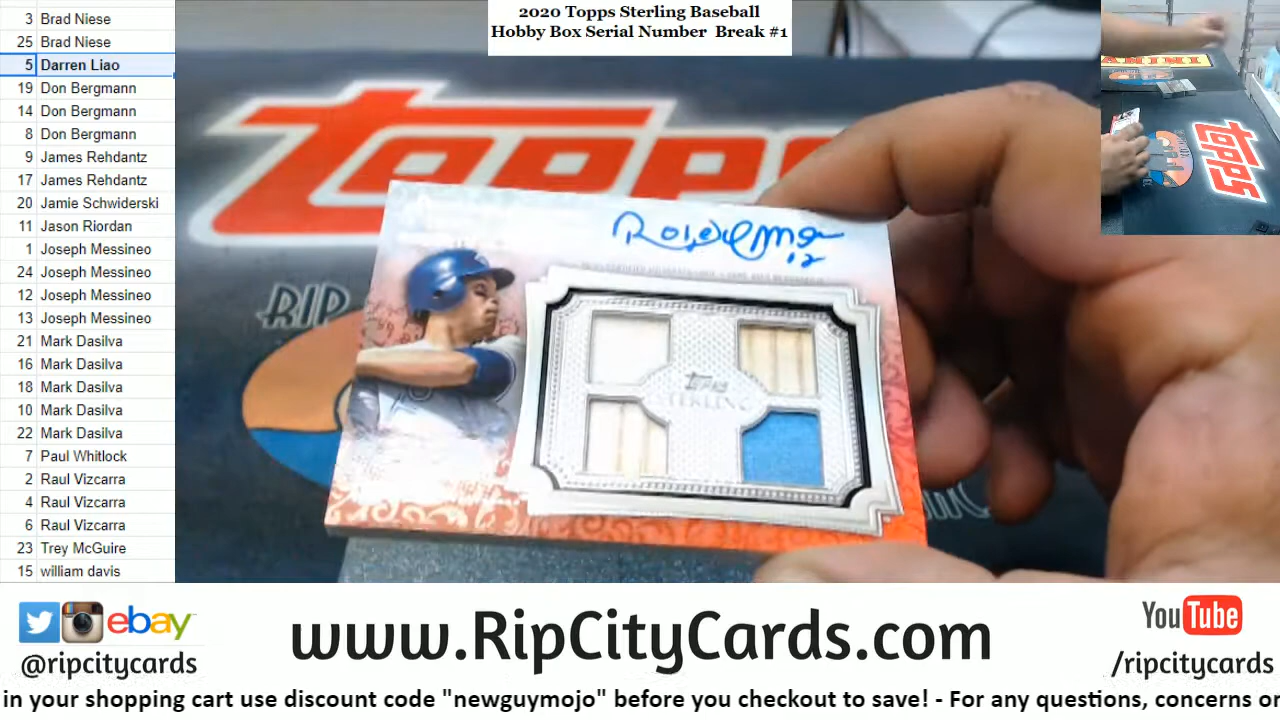 2020 Topps Sterling Baseball
Hobby Box Serial Number Break #1
3 Brad Niese
25 Brad Niese
5 Darren Liao
19 Don Bergmann
14 Don Bergmann
8 Don Bergmann
9 James Rehdantz
17 James Rehdantz
20 Jamie Schwiderski
11 Jason Riordan
1 Joseph Messineo
24 Joseph Messineo
12 Joseph Messineo
13 Joseph Messineo
21 Mark Dasilva
16 Mark Dasilva
18 Mark Dasilva
10 Mark Dasilva
22 Mark Dasilva
7 Paul Whitlock
2 Raul Vizcarra
4 Raul Vizcarra
6 Raul Vizcarra
23 Trey McGuire
15 william davis
topps
RIP
12
topps
STERLING
PANINI
topps
ebay
@ripcitycards
www.RipCityCards.com
YouTube
/ripcitycards
in your shopping cart use discount code "newguymojo" before you checkout to save! - For any questions, concerns or